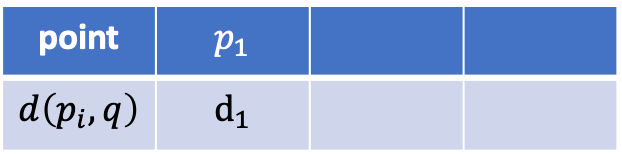 point p₁
d(pᵢ, q) d₁